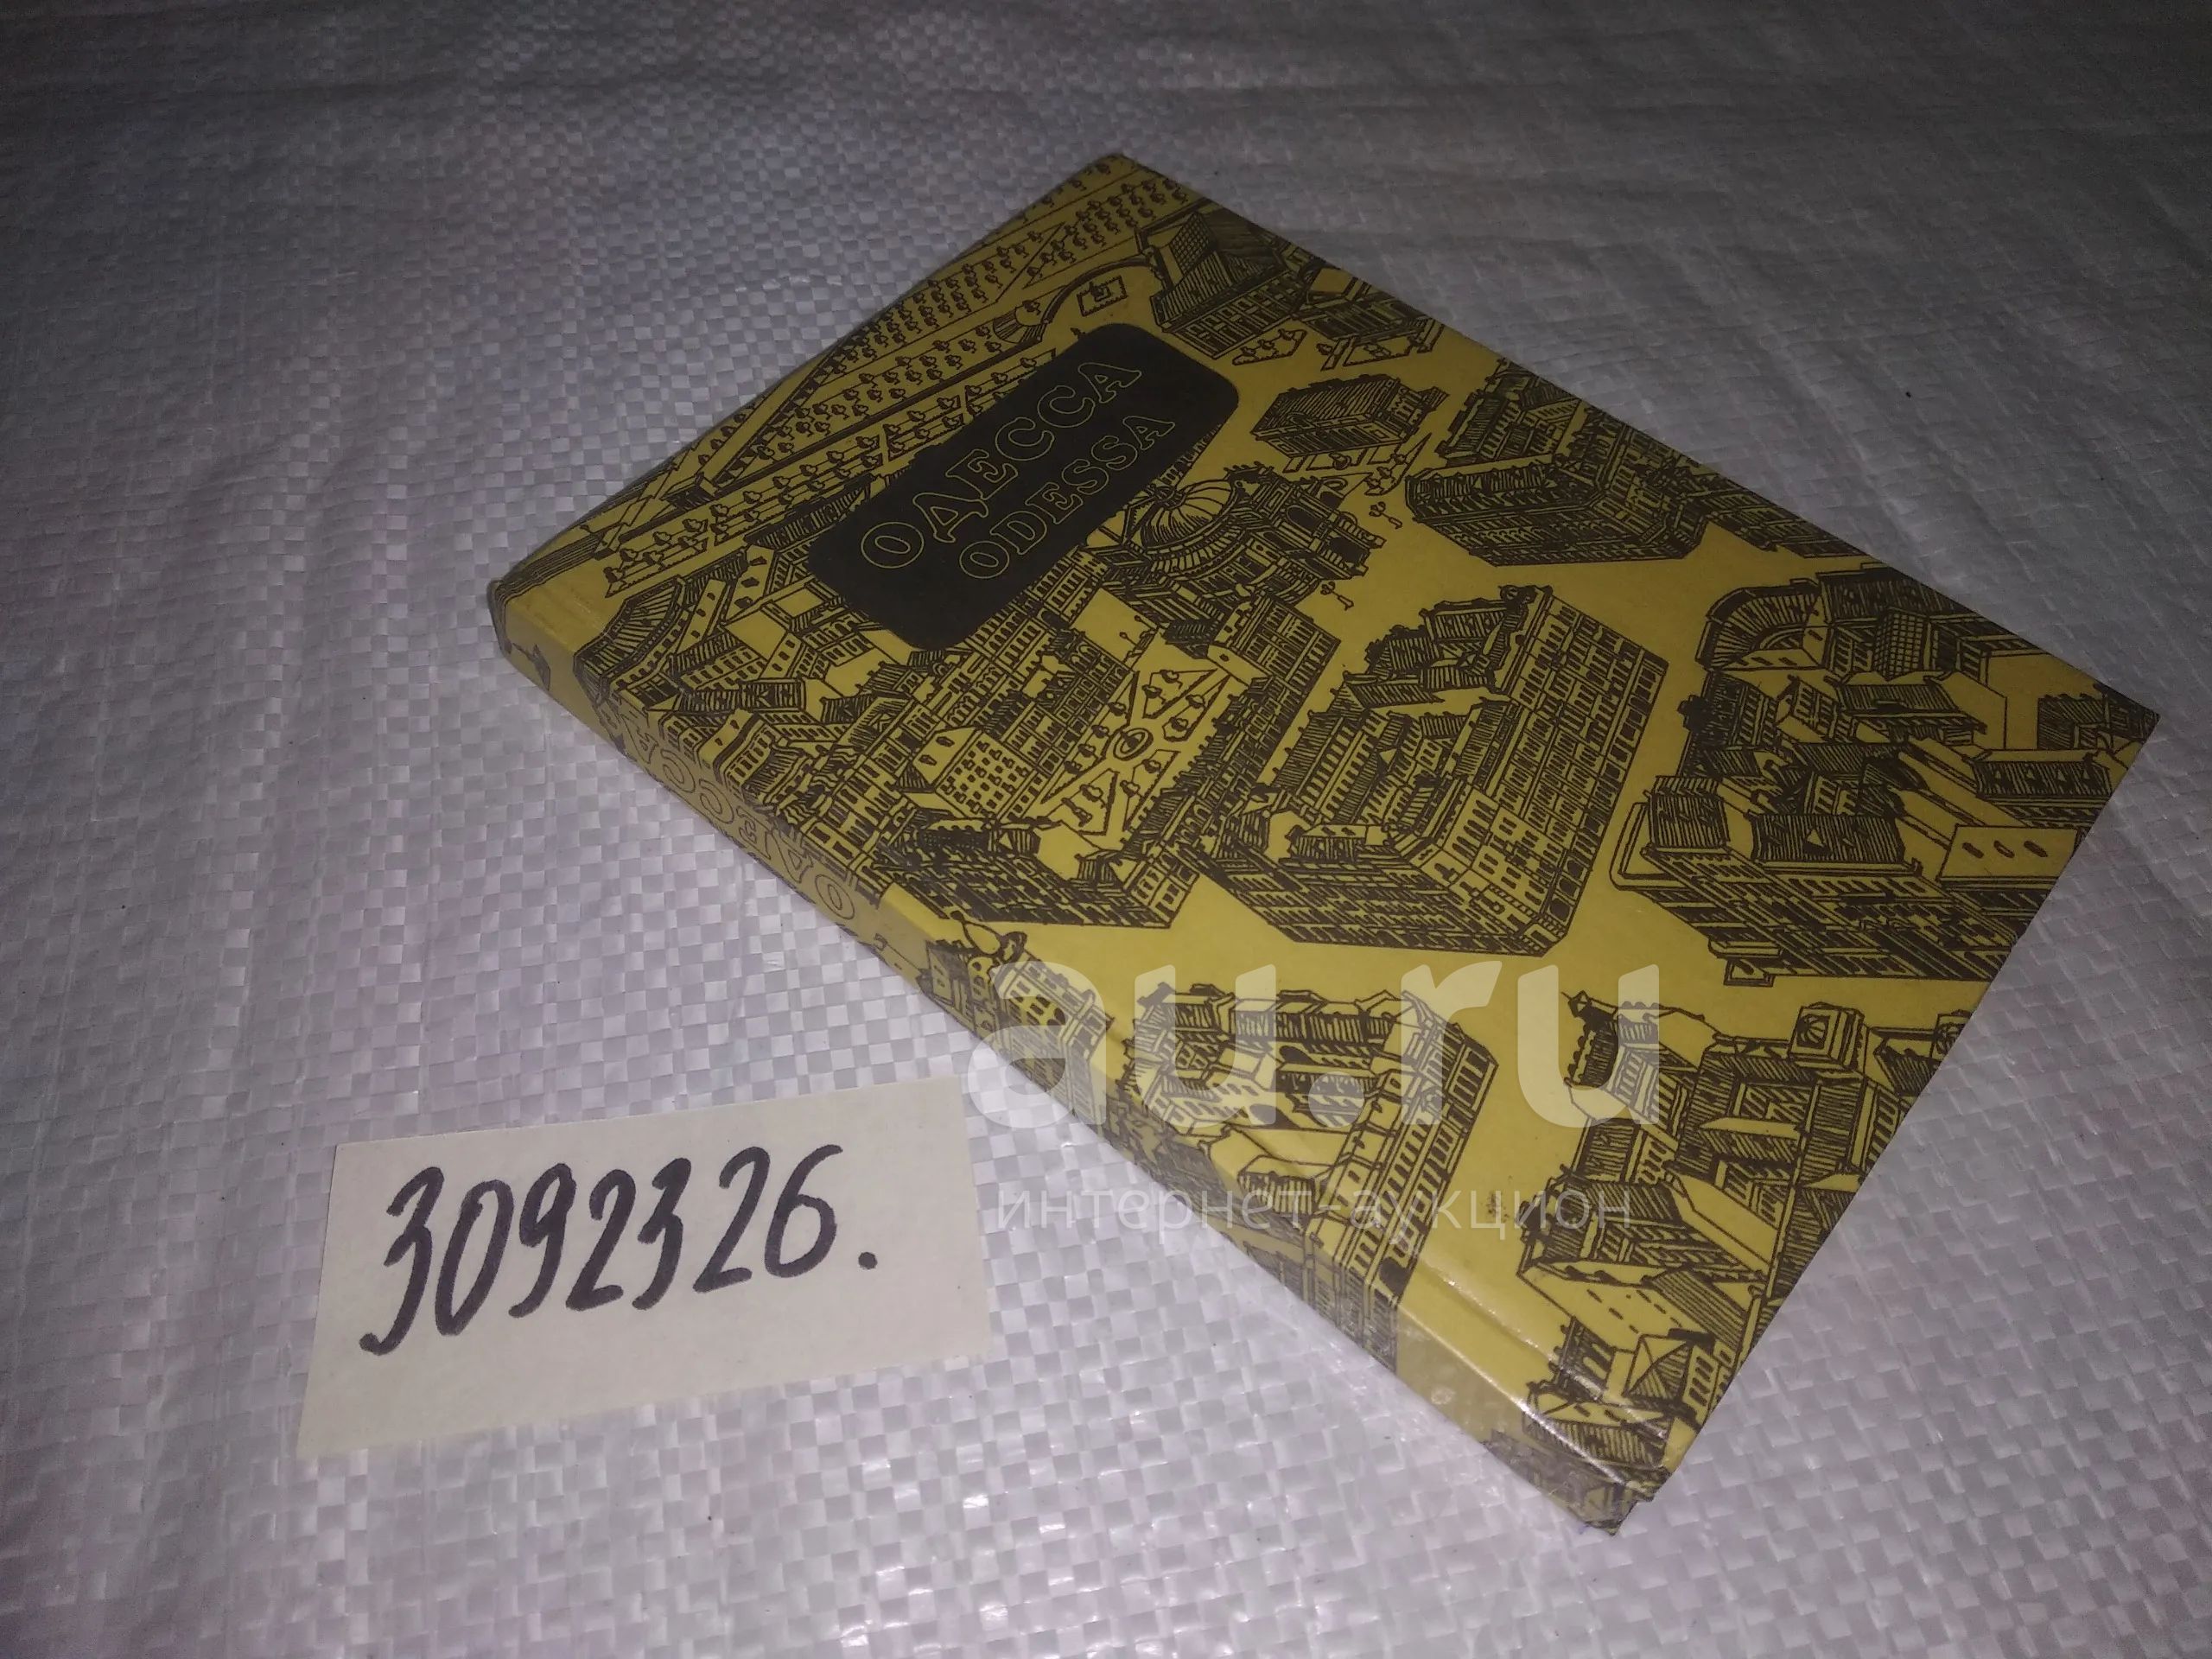 ОДЕССА
ODESSA
ОДЕССА
3092326.
au.ru
интернет-аукцион